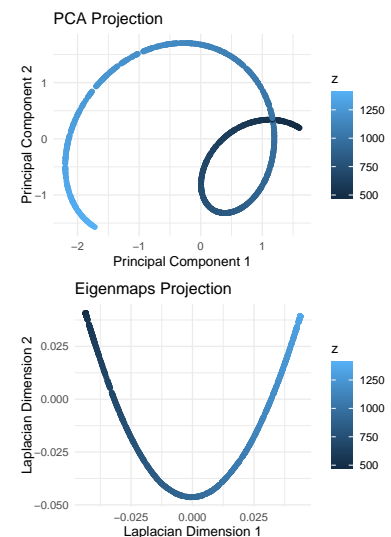 PCA Projection
Principal Component 2
1
0
−1
−2
−1
0
1
Principal Component 1
z
1250
1000
750
500
Eigenmaps Projection
Laplacian Dimension 2
0.025
0.000
−0.025
−0.050
−0.025
0.000
0.025
Laplacian Dimension 1
z
1250
1000
750
500